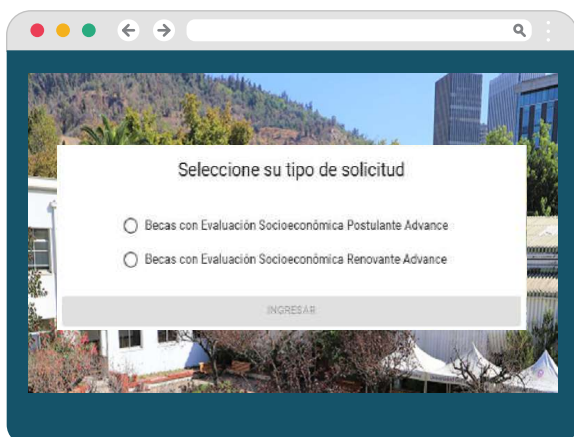 Seleccione su tipo de solicitud
Becas con Evaluación Socioeconómica Postulante Advance
Becas con Evaluación Socioeconómica Renovante Advance
INGRESAR